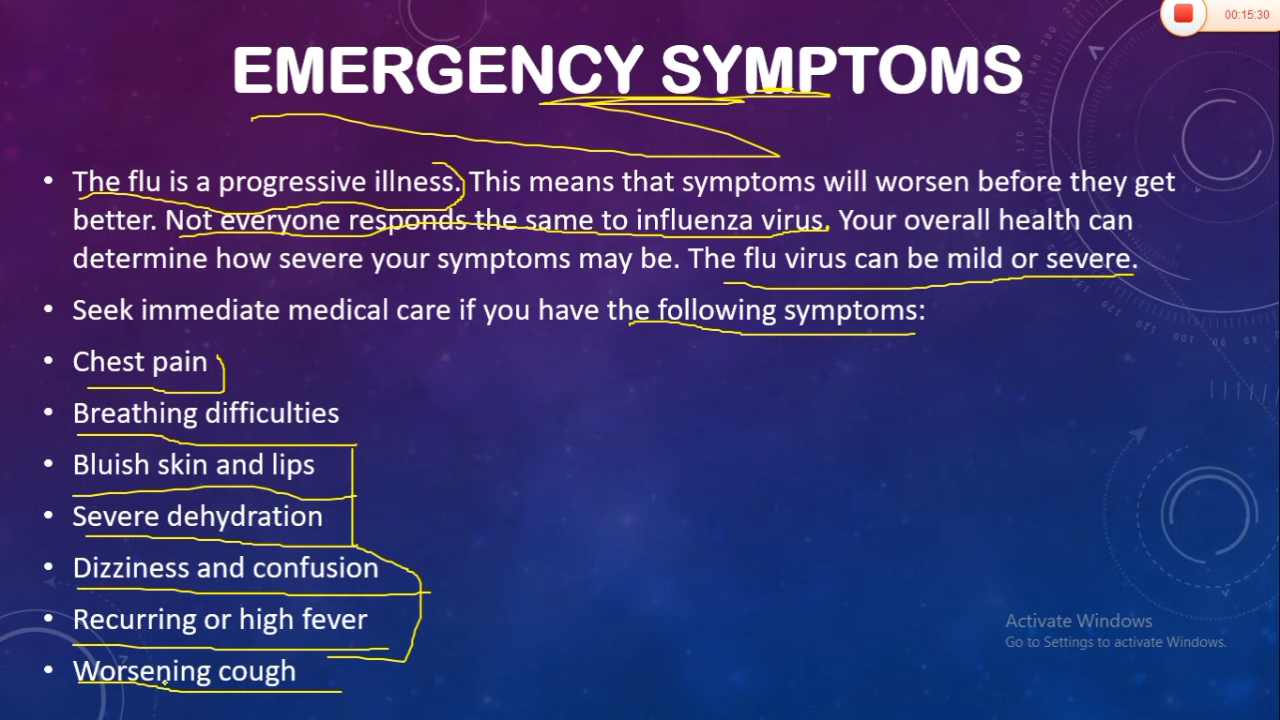 00:15:30
EMERGENCY SYMPTOMS
• The flu is a progressive illness. This means that symptoms will worsen before they get
better. Not everyone responds the same to influenza virus. Your overall health can
determine how severe your symptoms may be. The flu virus can be mild or severe.
• Seek immediate medical care if you have the following symptoms:
• Chest pain
• Breathing difficulties
• Bluish skin and lips
• Severe dehydration
• Dizziness and confusion
• Recurring or high fever
• Worsening cough
Activate Windows
Go to Settings to activate Windows.